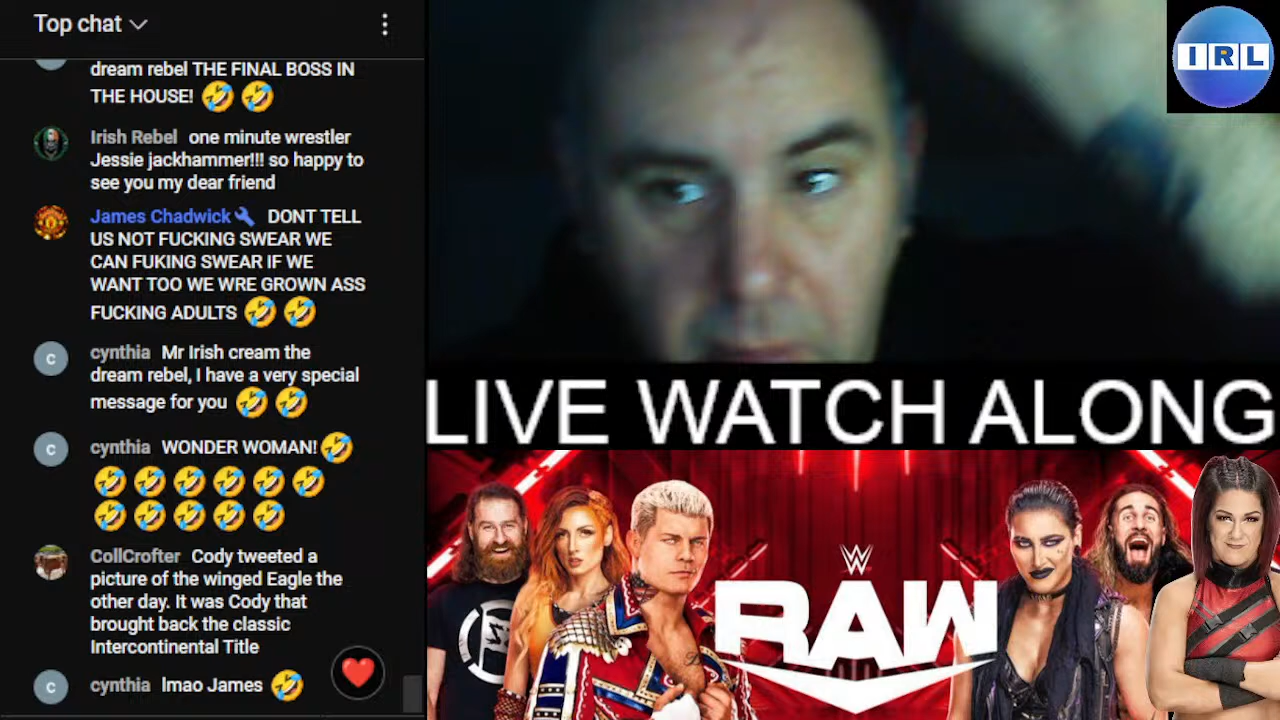 Top chat
dream rebel THE FINAL BOSS IN
THE HOUSE! 🤣 🤣
Irish Rebel one minute wrestler
Jessie jackhammer!!! so happy to
see you my dear friend
James Chadwick DONT TELL
US NOT FUCKING SWEAR WE
CAN FUKING SWEAR IF WE
WANT TOO WE WRE GROWN ASS
FUCKING ADULTS 🤣 🤣
C cynthia Mr Irish cream the
dream rebel, I have a very special
message for you 🤣 🤣
C cynthia WONDER WOMAN! 🤣
🤣 🤣 🤣 🤣 🤣 🤣
🤣 🤣 🤣 🤣 🤣
CollCrofter Cody tweeted a
picture of the winged Eagle the
other day. It was Cody that
brought back the classic
Intercontinental Title
C cynthia lmao James 🤣
IRL
LIVE WATCH ALONG
W
RAW